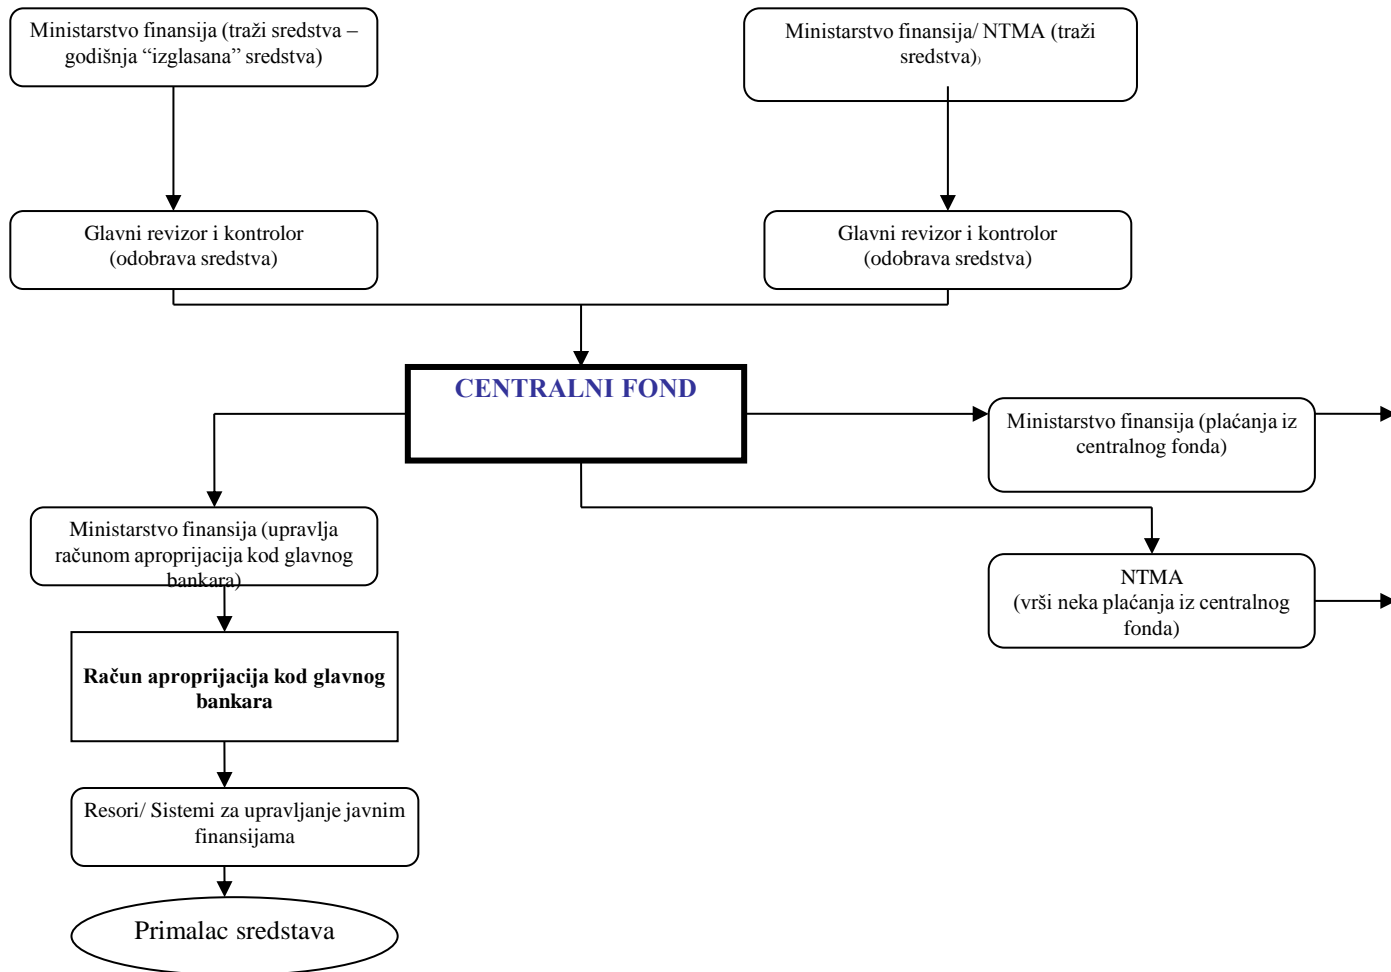 Ministarstvo finansija (traži sredstva –
godišnja “izglasana” sredstva)
Ministarstvo finansija/ NTMA (traži
sredstva))
Glavni revizor i kontrolor
(odobrava sredstva)
Glavni revizor i kontrolor
(odobrava sredstva)
CENTRALNI FOND
Ministarstvo finansija (plaćanja iz
centralnog fonda)
Ministarstvo finansija (upravlja
računom aproprijacija kod glavnog
bankara)
NTMA
(vrši neka plaćanja iz centralnog
fonda)
Račun aproprijacija kod glavnog
bankara
Resori/ Sistemi za upravljanje javnim
finansijama
Primalac sredstava